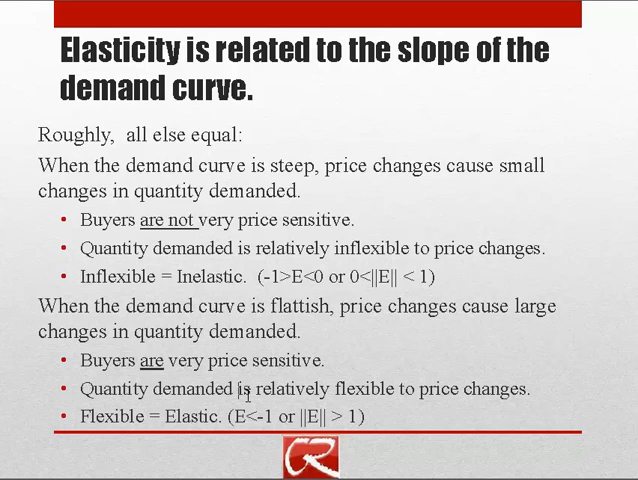 Elasticity is related to the slope of the
demand curve.
Roughly, all else equal:
When the demand curve is steep, price changes cause small
changes in quantity demanded.
• Buyers are not very price sensitive.
• Quantity demanded is relatively inflexible to price changes.
• Inflexible = Inelastic. (-1>E<0 or 0<||E|| < 1)
When the demand curve is flattish, price changes cause large
changes in quantity demanded.
• Buyers are very price sensitive.
• Quantity demanded is relatively flexible to price changes.
• Flexible = Elastic. (E<-1 or ||E|| > 1)
R